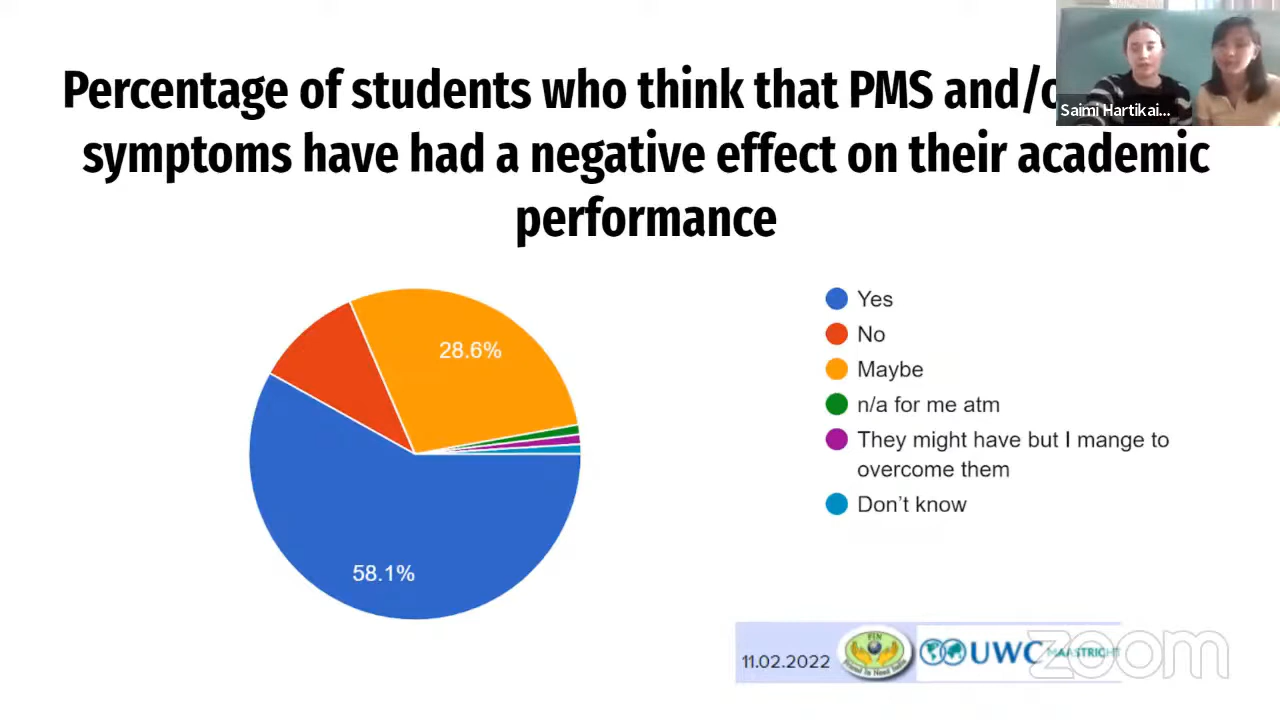 Percentage of students who think that PMS and/o
symptoms have had a negative effect on their academic
performance
Saimi Hartikai...
28.6%
58.1%
Yes
No
Maybe
n/a for me atm
They might have but I mange to
overcome them
Don't know
11.02.2022
FIN
UWC MAASTRICHT
zoom